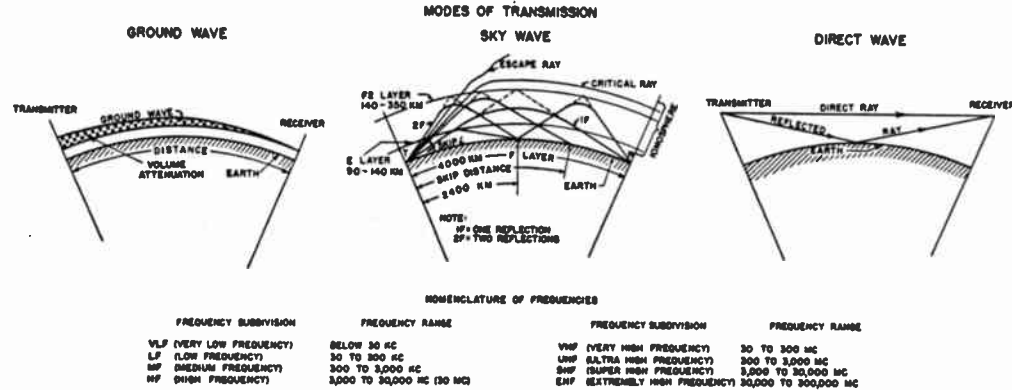 MODES OF TRANSMISSION
GROUND WAVE
TRANSMITTER
GROUND WAVE
RECEIVER
DISTANCE
VOLUME
ATTENUATION
EARTH
SKY WAVE
ESCAPE RAY
CRITICAL RAY
F2 LAYER
140-350 KM
2F
1F
IONOSPHERE
E LAYER
90-140 KM
4000 KM F LAYER
SKIP DISTANCE
2400 KM
EARTH
NOTE:
1F= ONE REFLECTION
2F= TWO REFLECTIONS
DIRECT WAVE
TRANSMITTER
RECEIVER
DIRECT RAY
REFLECTED RAY
EARTH
NOMENCLATURE OF FREQUENCIES
FREQUENCY SUBDIVISION FREQUENCY RANGE
VLF (VERY LOW FREQUENCY) BELOW 30 KC
LF (LOW FREQUENCY) 30 TO 300 KC
MF (MEDIUM FREQUENCY) 300 TO 3,000 KC
HF (HIGH FREQUENCY) 3,000 TO 30,000 KC (30 MC)
FREQUENCY SUBDIVISION FREQUENCY RANGE
VHF (VERY HIGH FREQUENCY) 30 TO 300 MC
UHF (ULTRA HIGH FREQUENCY) 300 TO 3,000 MC
SHF (SUPER HIGH FREQUENCY) 3,000 TO 30,000 MC
EHF (EXTREMELY HIGH FREQUENCY) 30,000 TO 300,000 MC